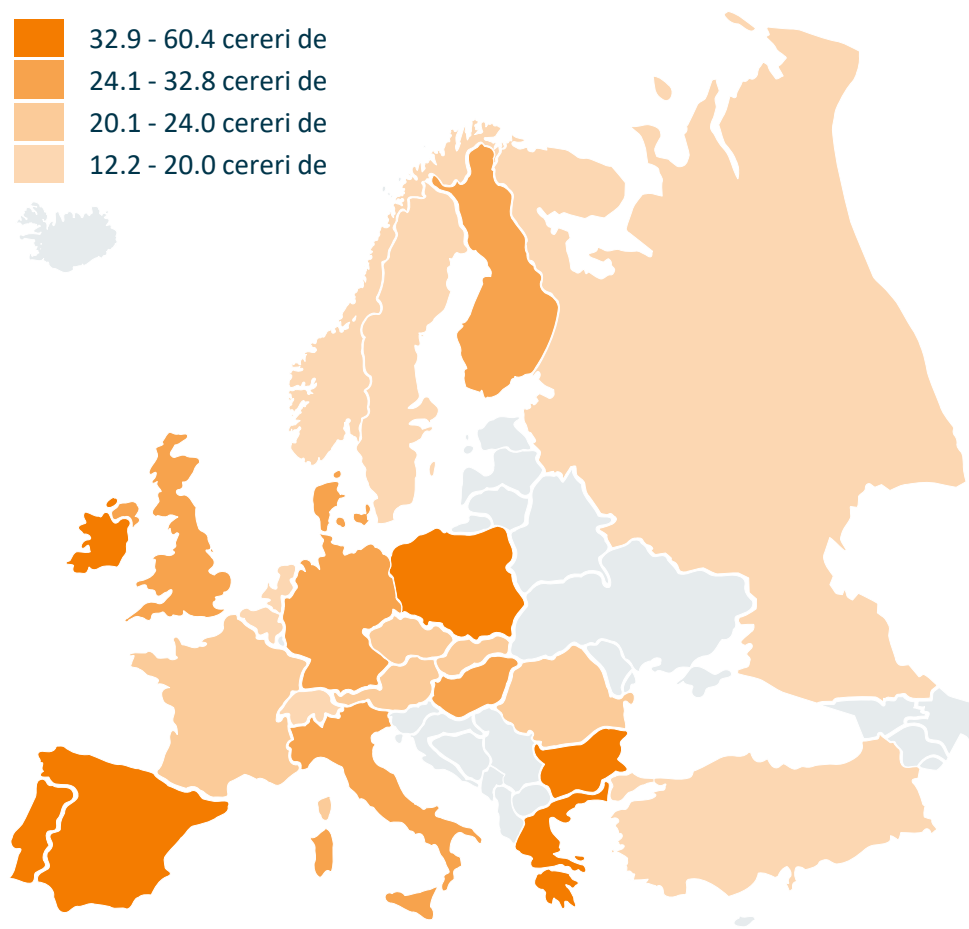 32.9 - 60.4 cereri de
24.1 - 32.8 cereri de
20.1 - 24.0 cereri de
12.2 - 20.0 cereri de